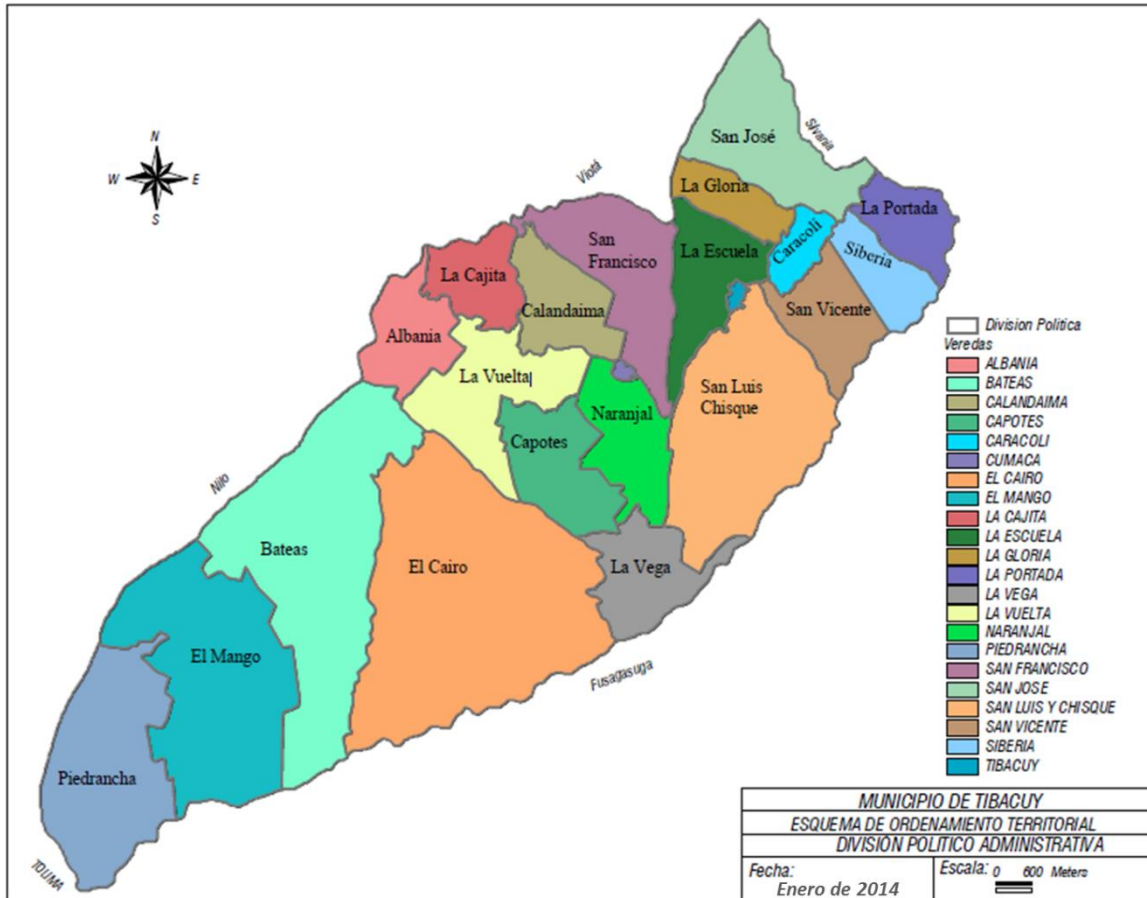 N
W E
S
Viotá
Silvania
Nilo
Fusagasuga
TOLIMA
San José
La Gloria
La Portada
La Escuela
Caracoli
Siberia
San
Francisco
San Vicente
La Cajita
Calandaima
Albania
La Vuelta
San Luis
Chisque
Naranjal
Capotes
Bateas
El Cairo
La Vega
El Mango
Piedrancha
Division Politica
Veredas
ALBANIA
BATEAS
CALANDAIMA
CAPOTES
CARACOLI
CUMACA
EL CAIRO
EL MANGO
LA CAJITA
LA ESCUELA
LA GLORIA
LA PORTADA
LA VEGA
LA VUELTA
NARANJAL
PIEDRANCHA
SAN FRANCISCO
SAN JOSE
SAN LUIS Y CHISQUE
SAN VICENTE
SIBERIA
TIBACUY
MUNICIPIO DE TIBACUY
ESQUEMA DE ORDENAMIENTO TERRITORIAL
DIVISIÓN POLITICO ADMINISTRATIVA
Fecha:
Enero de 2014
Escala: 0 600 Meters